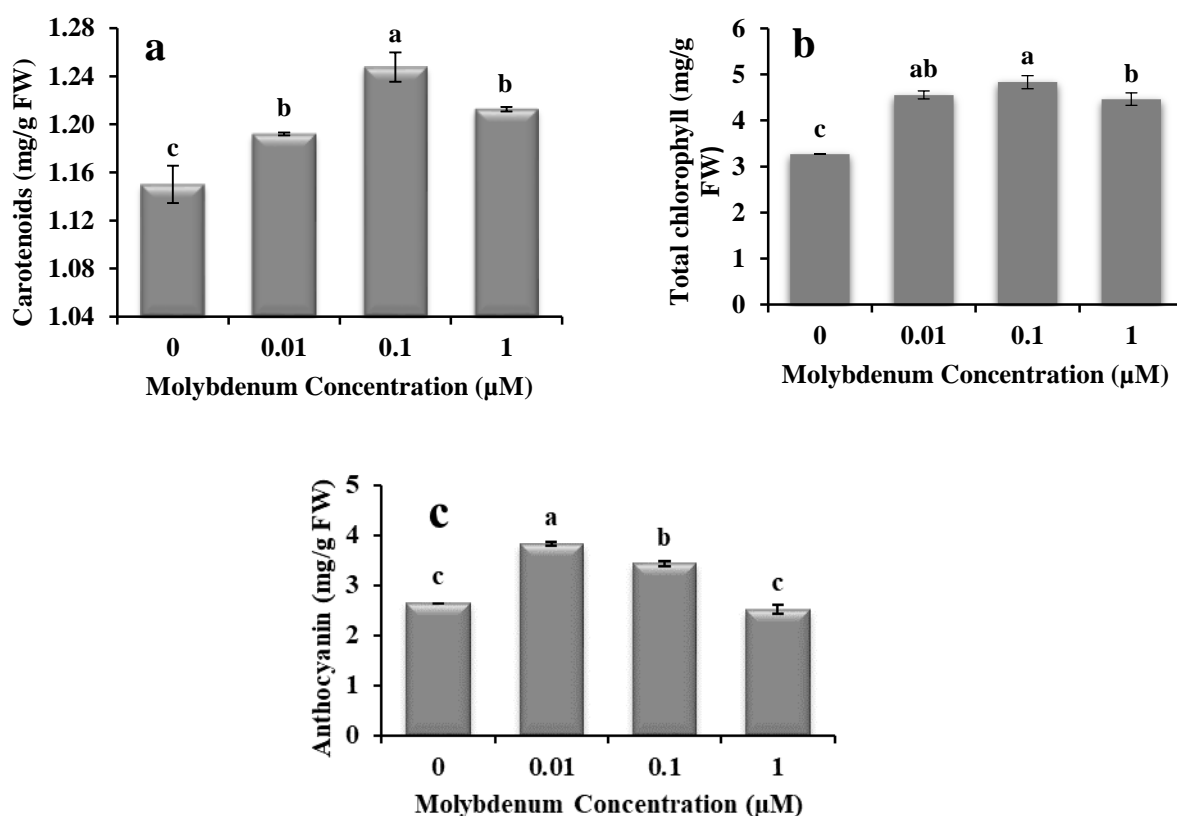 a
Carotenoids (mg/g FW)
1.28
1.24
1.20
1.16
1.12
1.08
1.04
c
b
a
b
0 0.01 0.1 1
Molybdenum Concentration (µM)
b
Total chlorophyll (mg/g
FW)
6
5
4
3
2
1
0
c
ab
a
b
0 0.01 0.1 1
Molybdenum Concentration (µM)
c
Anthocyanin (mg/g FW)
5
4
3
2
1
0
c
a
b
c
0 0.01 0.1 1
Molybdenum Concentration (µM)